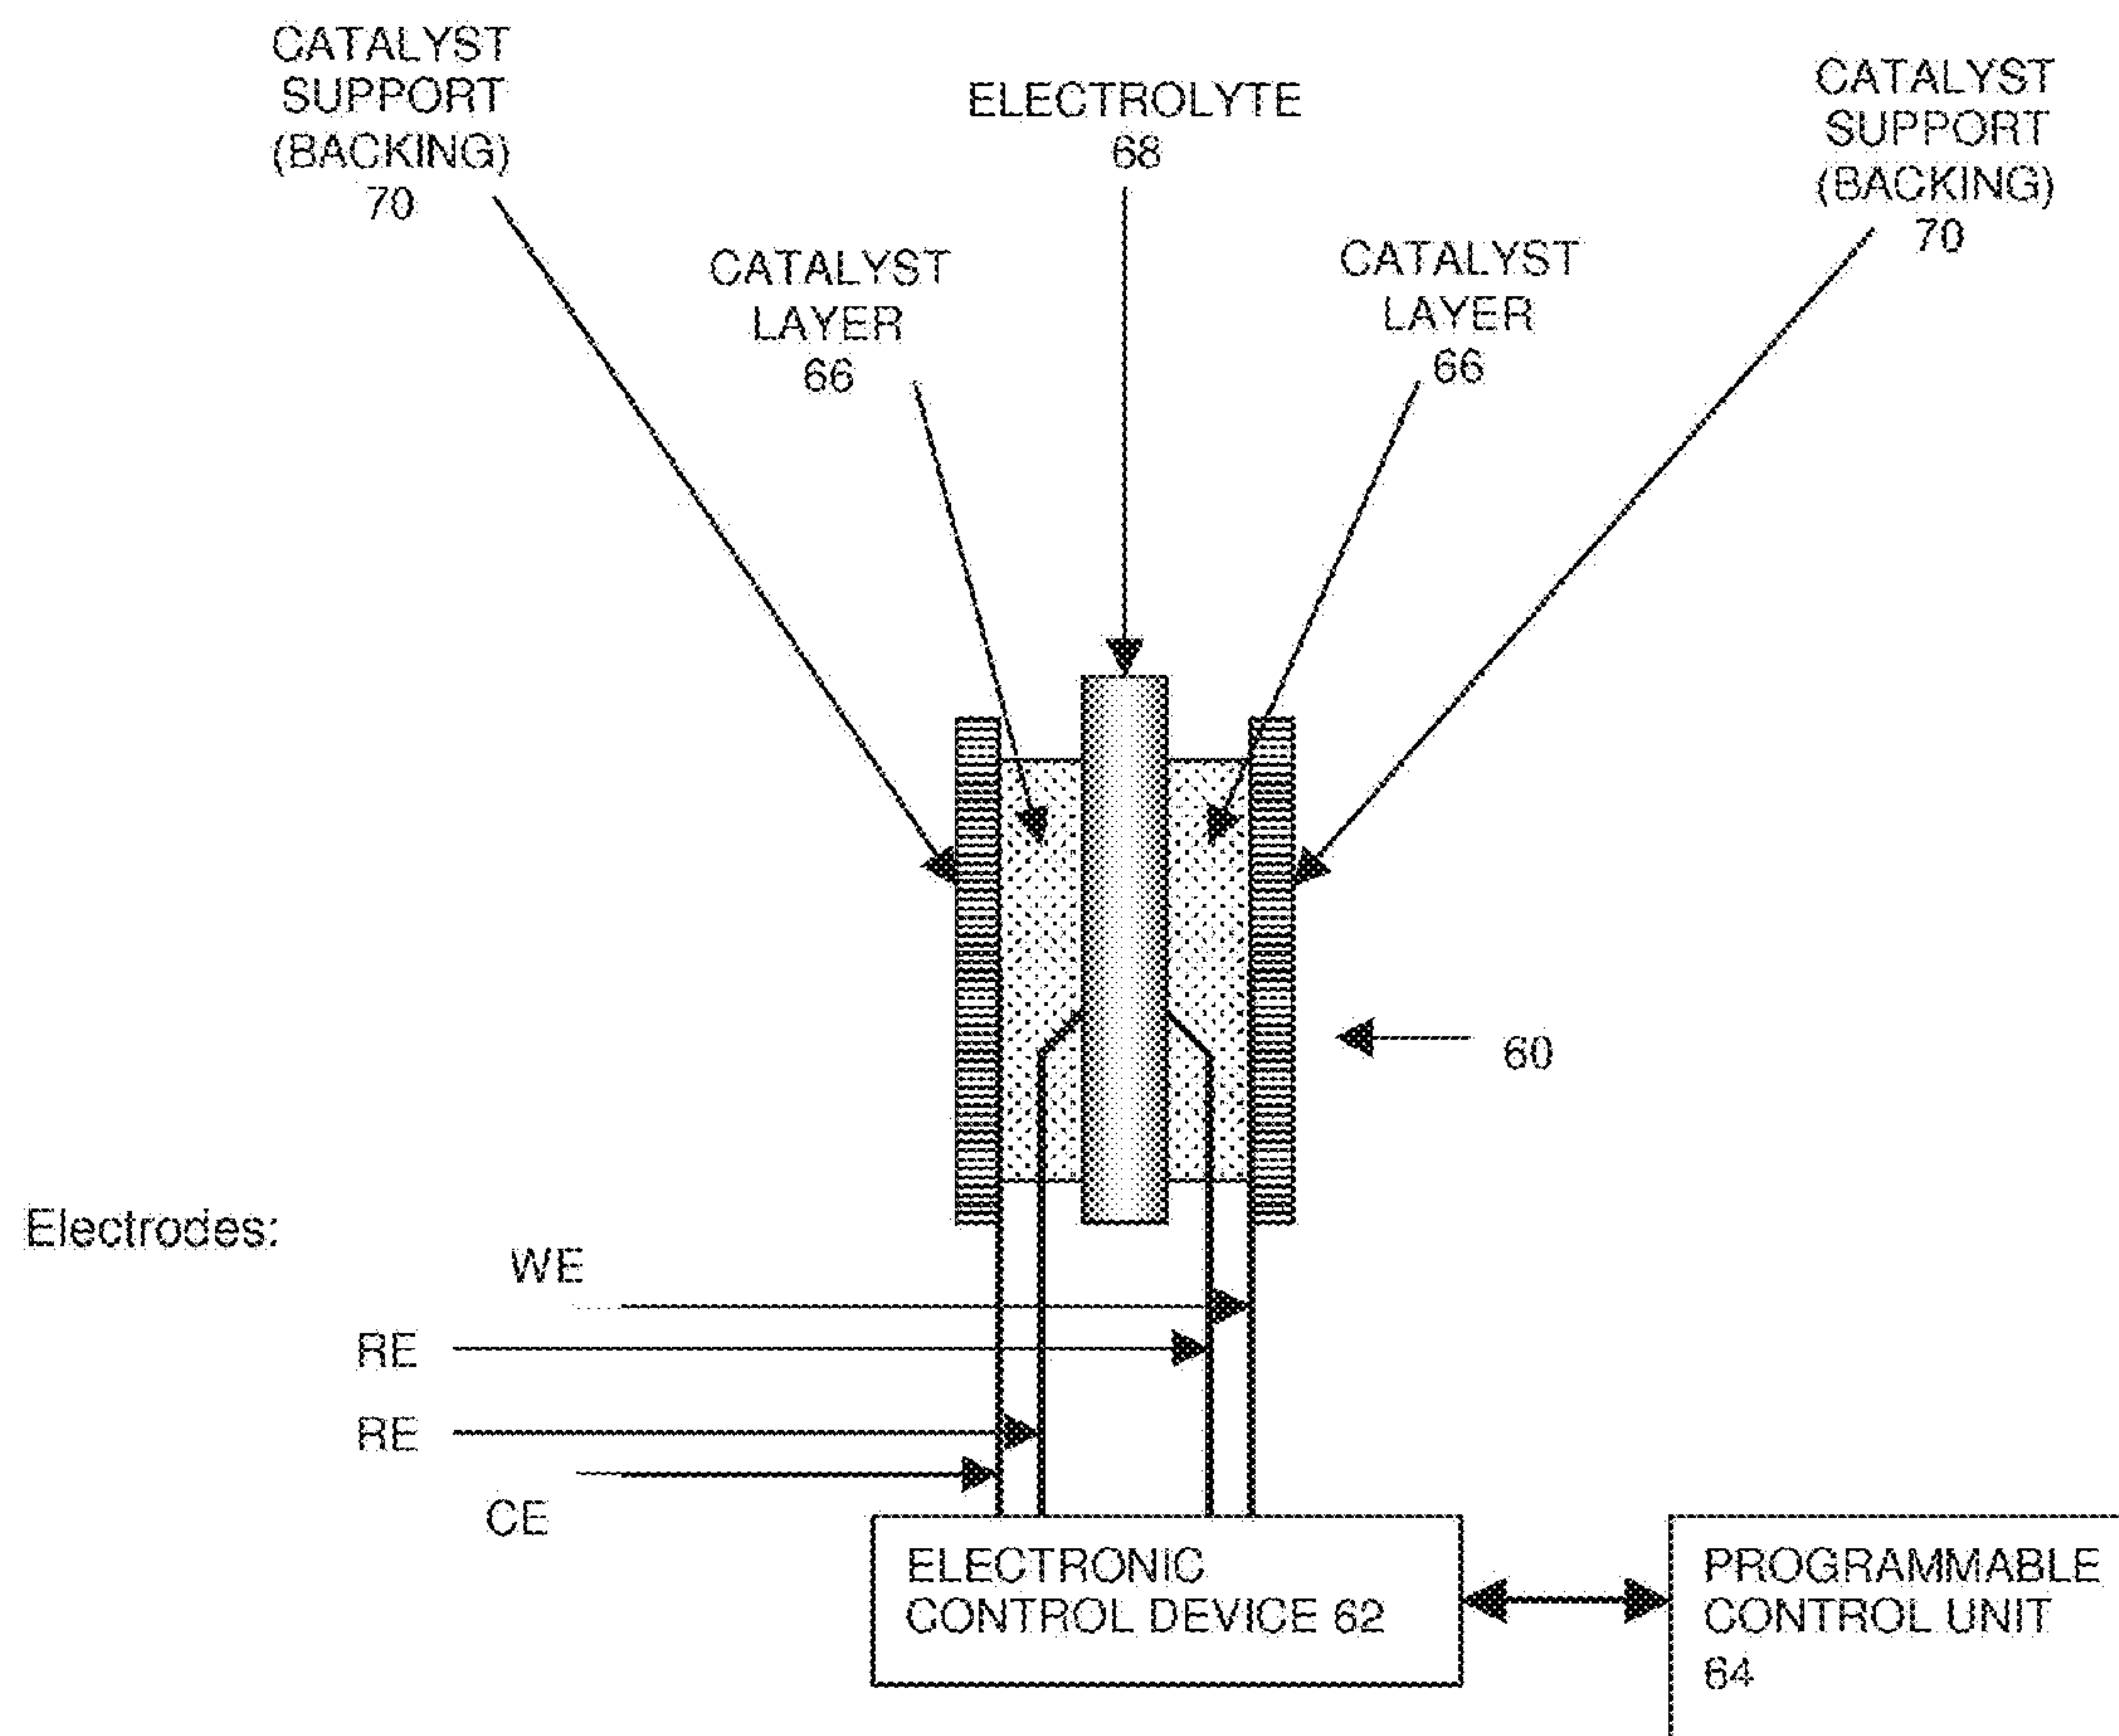 CATALYST
SUPPORT
(BACKING)
70
ELECTROLYTE
68
CATALYST
SUPPORT
(BACKING)
70
CATALYST
LAYER
66
CATALYST
LAYER
66
60
Electrodes:
WE
RE
RE
CE
ELECTRONIC
CONTROL DEVICE 62
PROGRAMMABLE
CONTROL UNIT
64